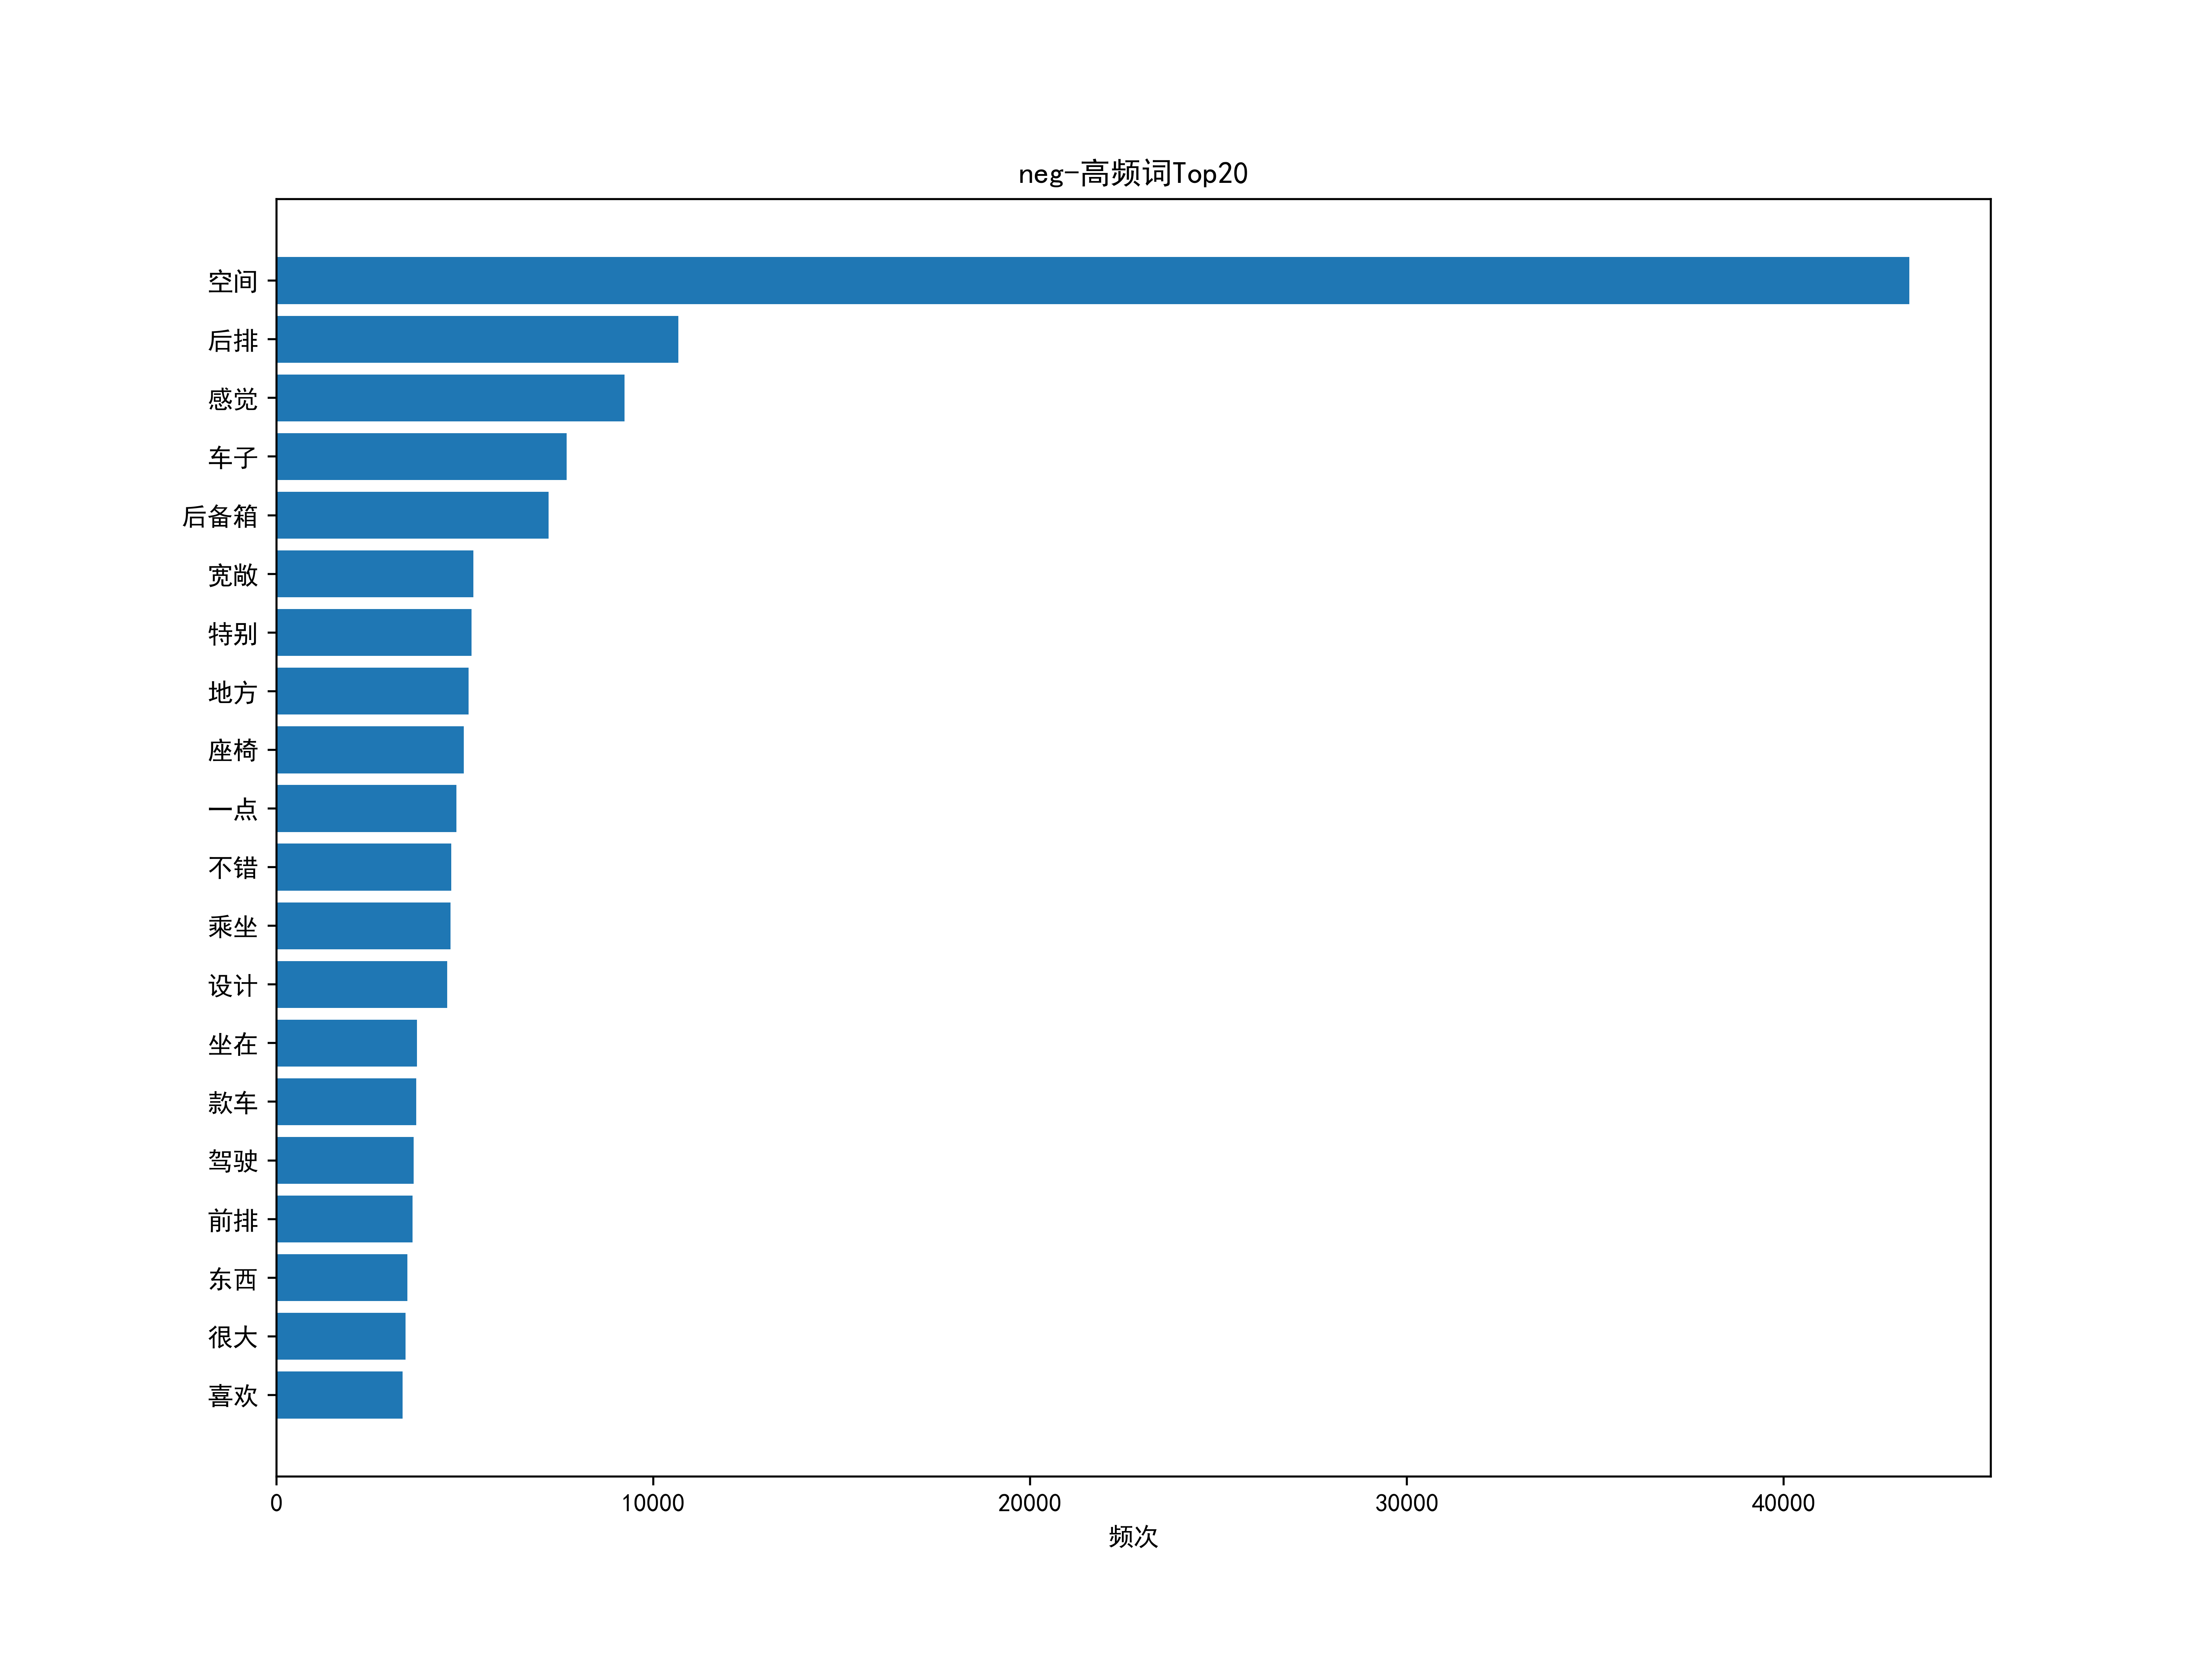 neg-高频词Top20
空间
后排
感觉
车子
后备箱
宽敞
特别
地方
座椅
一点
不错
乘坐
设计
坐在
款车
驾驶
前排
东西
很大
喜欢
0 10000 20000 30000 40000
频次